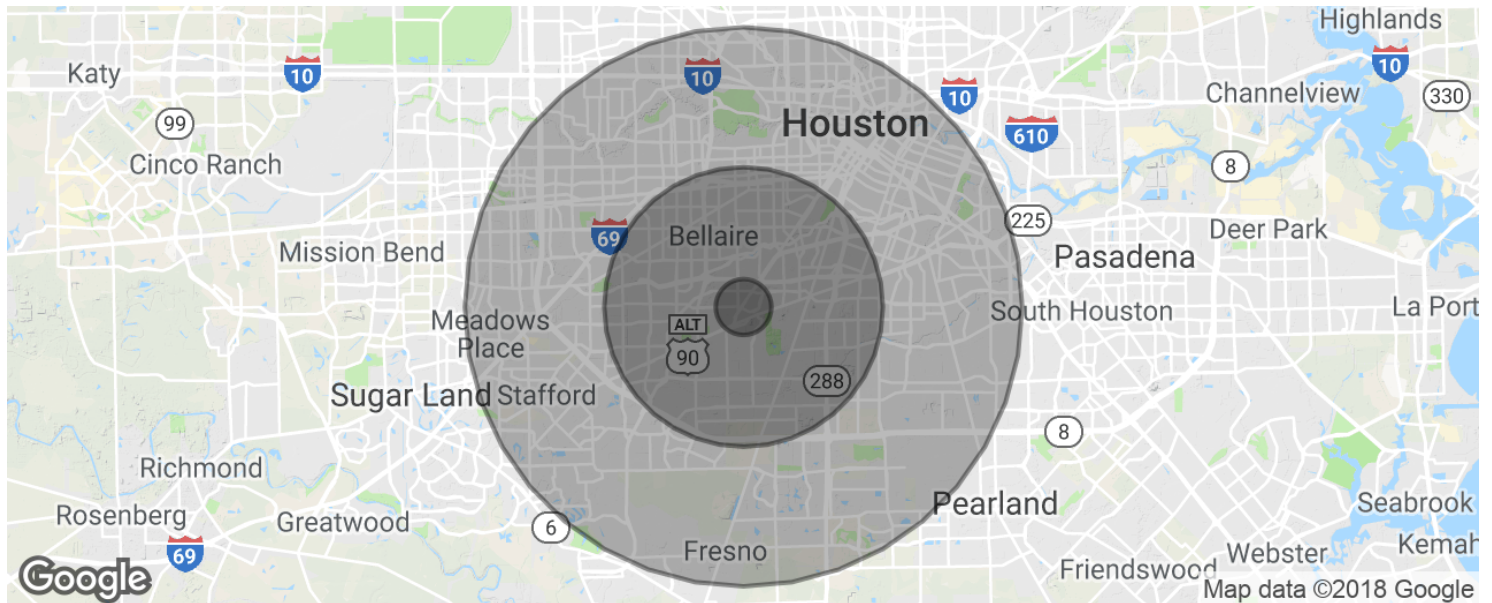 Highlands
Katy
10
10
10
10
Channelview
330
99
Houston
610
Cinco Ranch
8
225
69
Bellaire
Deer Park
Mission Bend
Pasadena
La Port
South Houston
Meadows
Place
ALT
90
288
Sugar Land
Stafford
8
Richmond
Pearland
Seabrook
Rosenberg
Greatwood
6
69
Fresno
Webster
Kemah
Friendswood
Google
Map data ©2018 Google